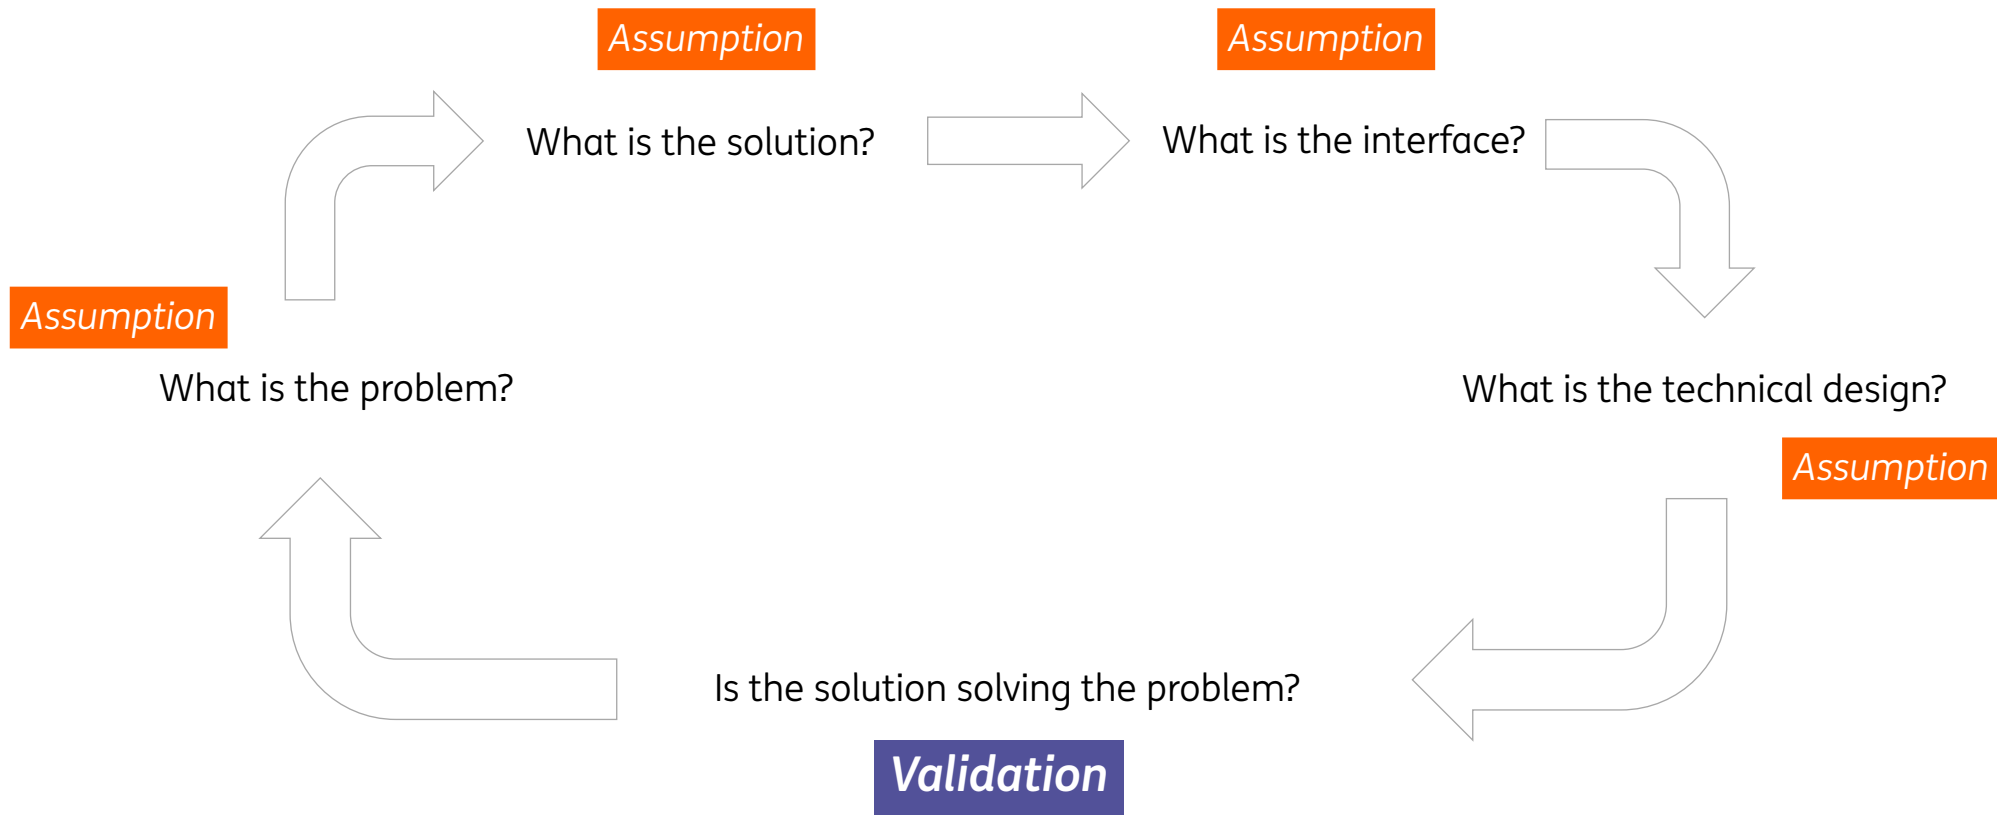 Assumption
Assumption
What is the solution?
What is the interface?
Assumption
What is the problem?
What is the technical design?
Assumption
Is the solution solving the problem?
Validation